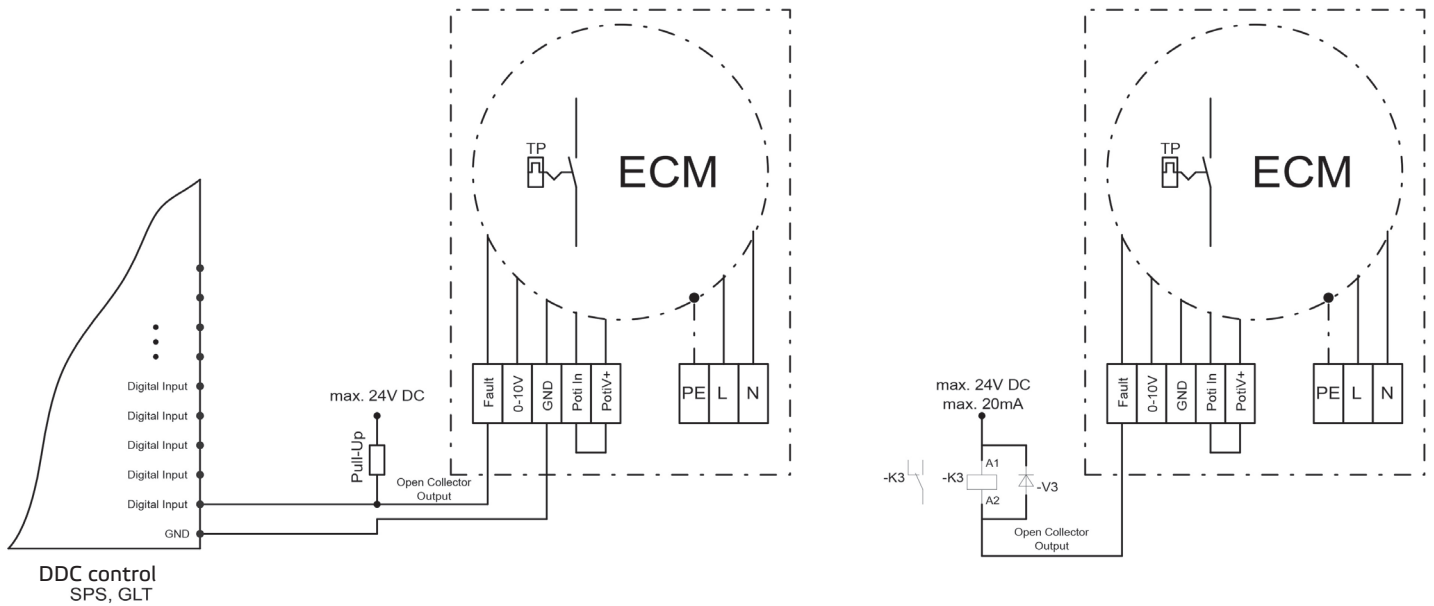 TP
ECM
Fault
0-10V
GND
Poti In
PotiV+
PE L N
max. 24V DC
Pull-Up
Open Collector
Output
Digital Input
Digital Input
Digital Input
Digital Input
Digital Input
GND
DDC control
SPS, GLT
TP
ECM
Fault
0-10V
GND
Poti In
PotiV+
PE L N
max. 24V DC
max. 20mA
-K3
-K3
A1
A2
-V3
Open Collector
Output